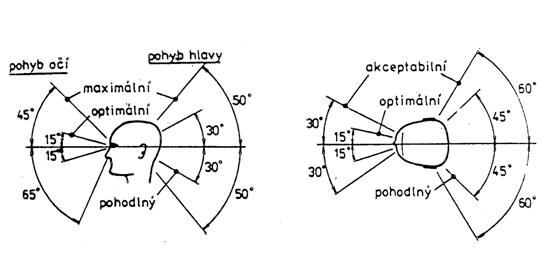 pohyb očí
pohyb hlavy
maximální
optimální
45°
15°
15°
65°
50°
30°
30°
50°
pohodlný
akceptabilní
optimální
30°
15°
15°
30°
60°
45°
45°
60°
pohodlný